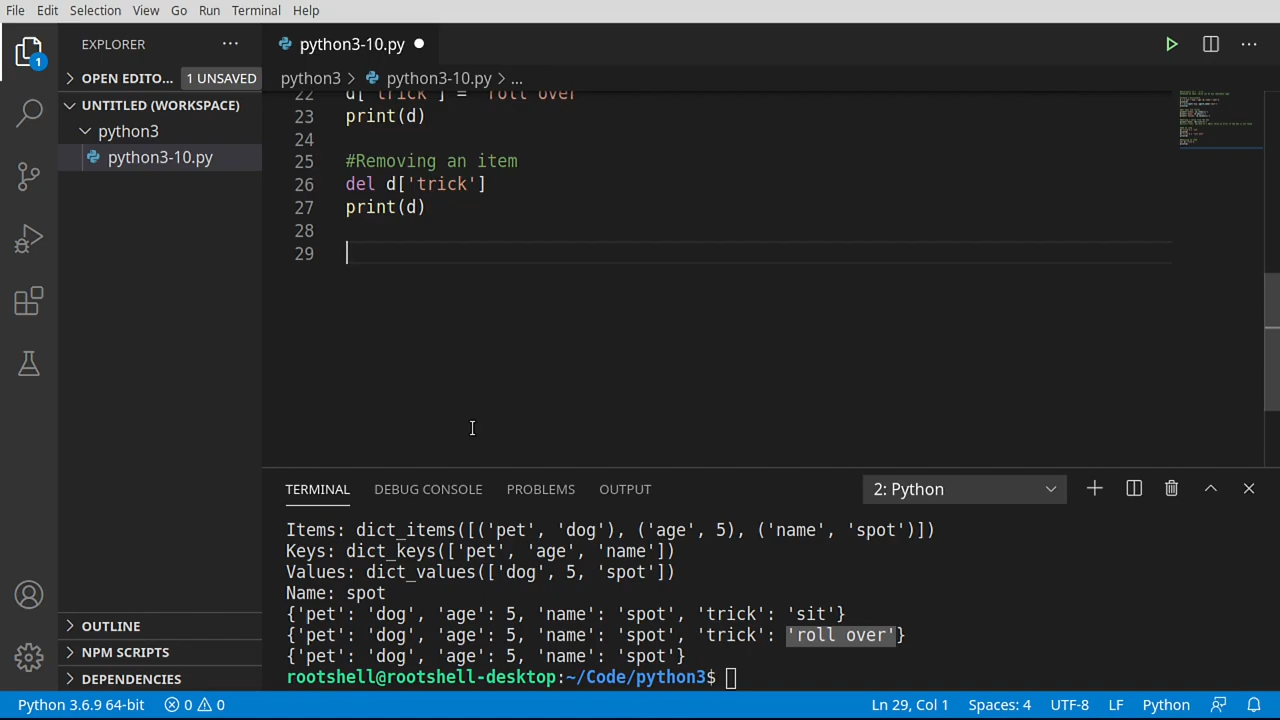 File Edit Selection View Go Run Terminal Help
EXPLORER
python3-10.py
OPEN EDITO... 1 UNSAVED
python3 > python3-10.py > ...
UNTITLED (WORKSPACE)
python3
python3-10.py
22 d['trick'] = 'roll over'
23 print(d)
24
25 #Removing an item
26 del d['trick']
27 print(d)
28
29
TERMINAL DEBUG CONSOLE PROBLEMS OUTPUT 2: Python
Items: dict_items([('pet', 'dog'), ('age', 5), ('name', 'spot')])
Keys: dict_keys(['pet', 'age', 'name'])
Values: dict_values(['dog', 5, 'spot'])
Name: spot
{'pet': 'dog', 'age': 5, 'name': 'spot', 'trick': 'sit'}
{'pet': 'dog', 'age': 5, 'name': 'spot', 'trick': 'roll over'}
{'pet': 'dog', 'age': 5, 'name': 'spot'}
rootshell@rootshell-desktop:~/Code/python3$
OUTLINE
NPM SCRIPTS
DEPENDENCIES
1
Python 3.6.9 64-bit 0 0 Ln 29, Col 1 Spaces: 4 UTF-8 LF Python